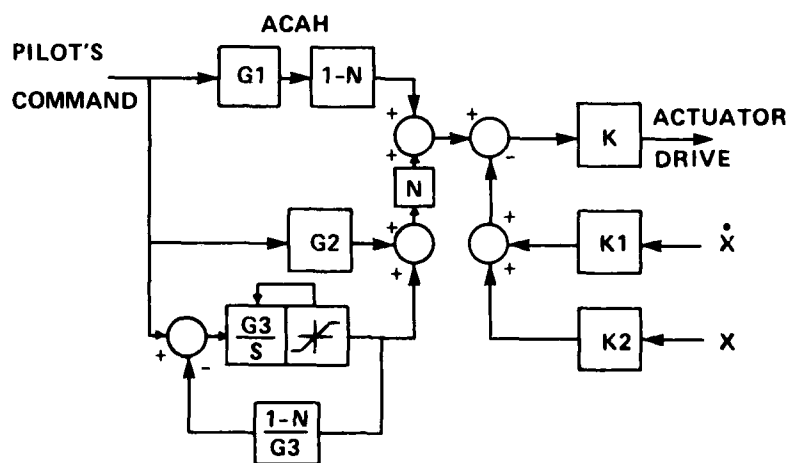 ACAH
PILOT'S
COMMAND
G1
1-N
+
+
+
-
K
ACTUATOR
DRIVE
N
G2
+
+
+
+
K1
Ẋ
G3
S
+
-
K2
X
1-N
G3